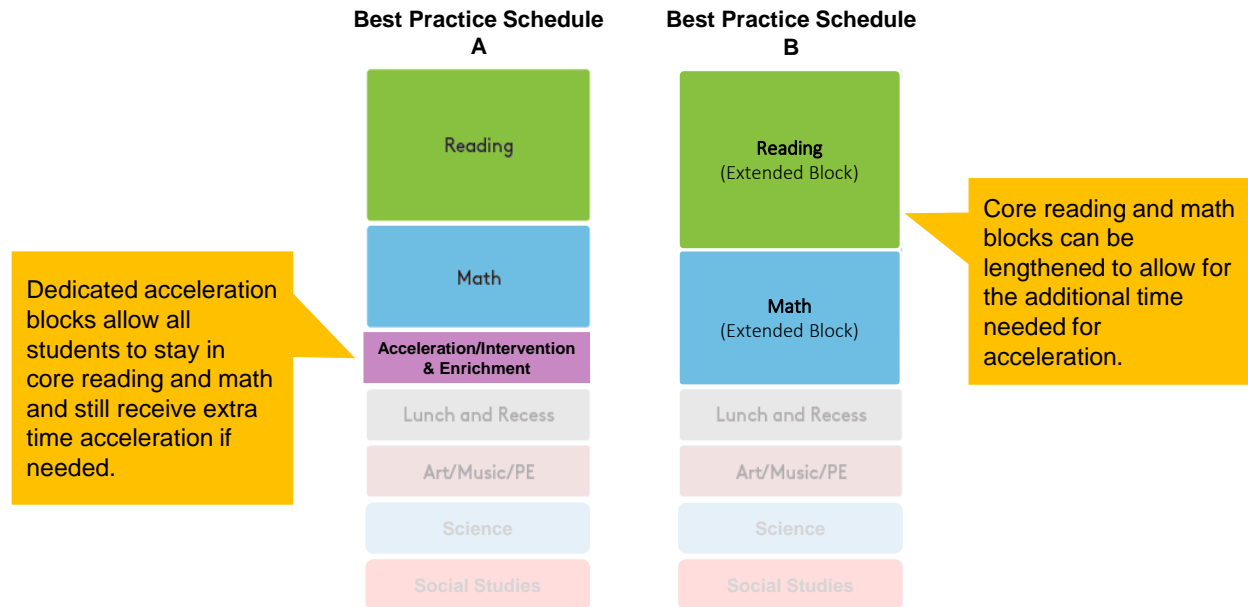 Best Practice Schedule
A
Best Practice Schedule
B
Reading
Math
Acceleration/Intervention
& Enrichment
Lunch and Recess
Art/Music/PE
Science
Social Studies
Reading
(Extended Block)
Math
(Extended Block)
Lunch and Recess
Art/Music/PE
Science
Social Studies
Dedicated acceleration
blocks allow all
students to stay in
core reading and math
and still receive extra
time acceleration if
needed.
Core reading and math
blocks can be
lengthened to allow for
the additional time
needed for
acceleration.